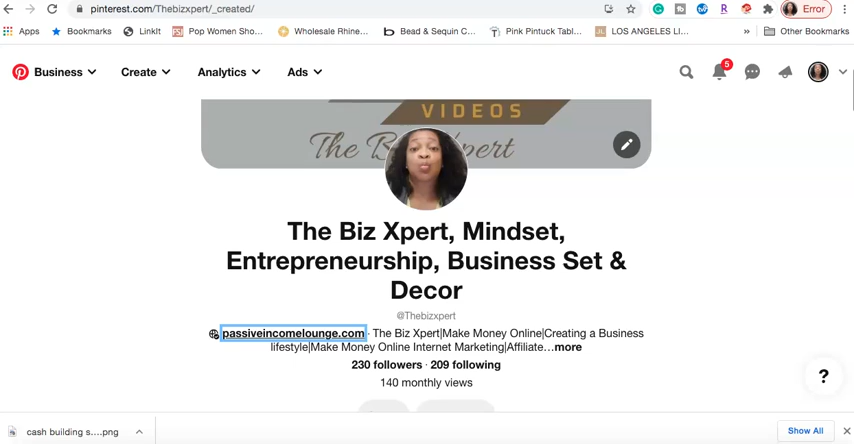 pinterest.com/Thebizxpert/_created/
Error
Apps
Bookmarks
LinkIt
Pop Women Sho...
Wholesale Rhine...
Bead & Sequin C...
Pink Pintuck Tabl...
LOS ANGELES LI...
»
Other Bookmarks
Business
Create
Analytics
Ads
5
VIDEOS
The Biz Xpert
The Biz Xpert, Mindset,
Entrepreneurship, Business Set &
Decor
@Thebizxpert
passiveincomelounge.com · The Biz Xpert|Make Money Online|Creating a Business
lifestyle|Make Money Online Internet Marketing|Affiliate…more
230 followers · 209 following
140 monthly views
?
cash building s....png
Show All